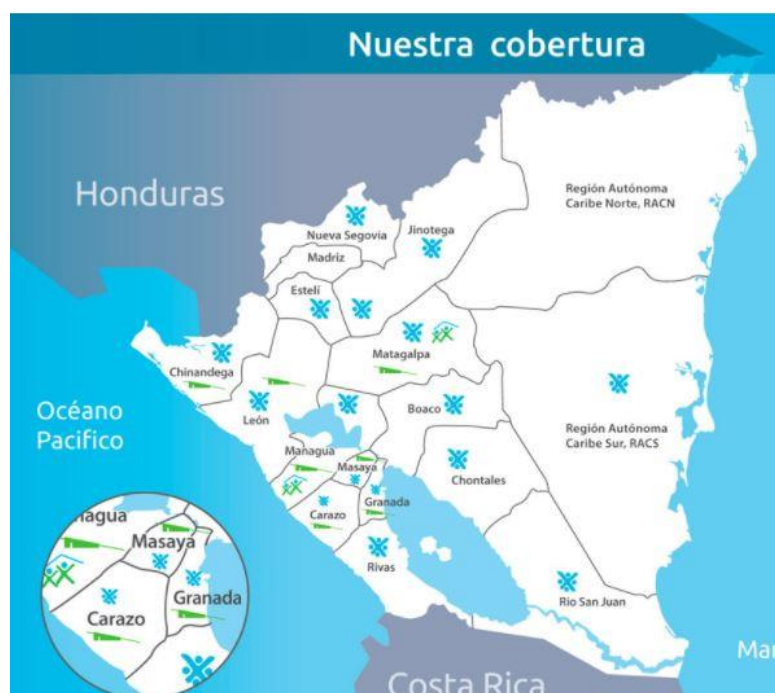 Nuestra cobertura
Honduras
Región Autónoma
Caribe Norte, RACN
Nueva Segovia
Jinotega
Madriz
Estelí
Matagalpa
Chinandega
León
Boaco
Océano
Pacifico
Región Autónoma
Caribe Sur, RACS
Managua
Masaya
Chontales
Granada
Carazo
Rivas
Rio San Juan
nagua
Masaya
Granada
Carazo
Mar
Costa Rica